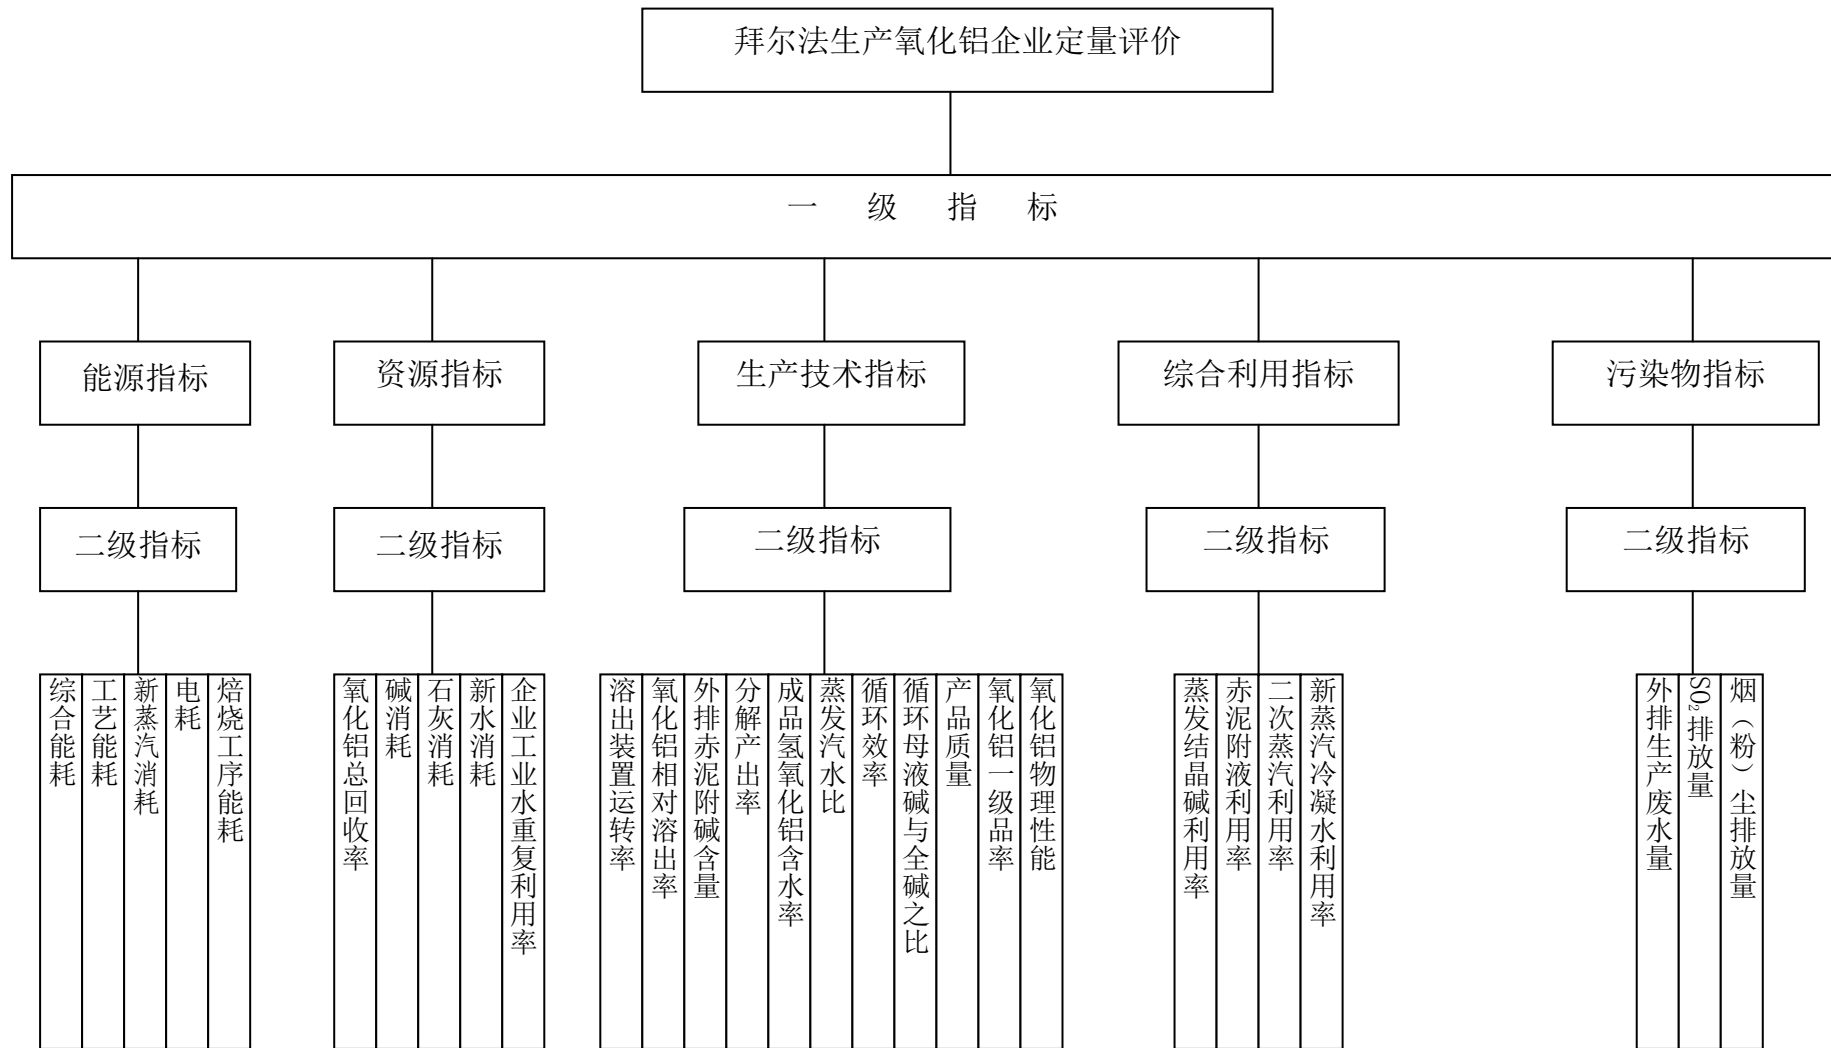 拜尔法生产氧化铝企业定量评价
一 级 指 标
能源指标
资源指标
生产技术指标
综合利用指标
污染物指标
二级指标
二级指标
二级指标
二级指标
二级指标
综合能耗
工艺能耗
新蒸汽消耗
电耗
焙烧工序能耗
氧化铝总回收率
碱消耗
石灰消耗
新水消耗
企业工业水重复利用率
溶出装置运转率
氧化铝相对溶出率
外排赤泥附碱含量
分解产出率
成品氢氧化铝含水率
蒸发汽水比
循环效率
循环母液碱与全碱之比
产品质量
氧化铝一级品率
氧化铝物理性能
蒸发结晶碱利用率
赤泥附液利用率
二次蒸汽利用率
新蒸汽冷凝水利用率
外排生产废水量
SO₂排放量
烟（粉）尘排放量